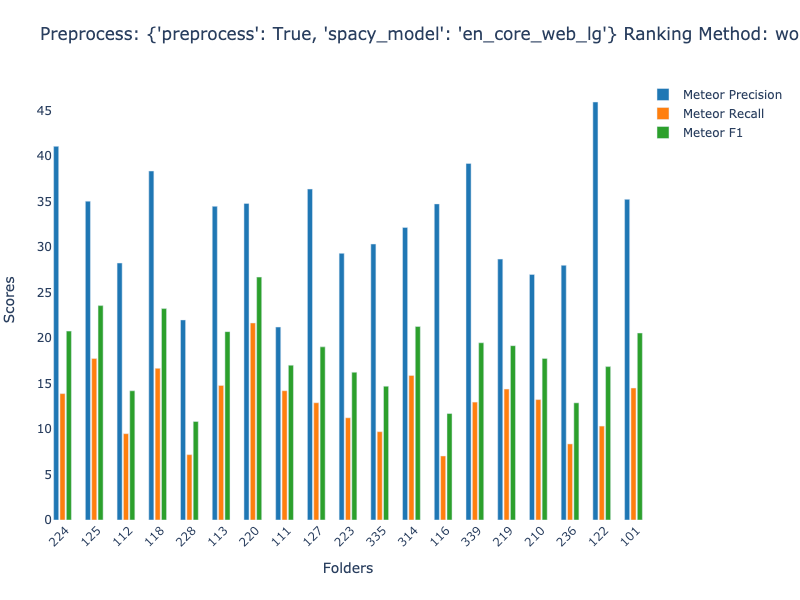 Preprocess: {'preprocess': True, 'spacy_model': 'en_core_web_lg'} Ranking Method: wo
Meteor Precision
Meteor Recall
Meteor F1
45
40
35
30
25
20
15
10
5
0
Scores
224 125 112 118 228 113 220 111 127 223 335 314 116 339 219 210 236 122 101
Folders